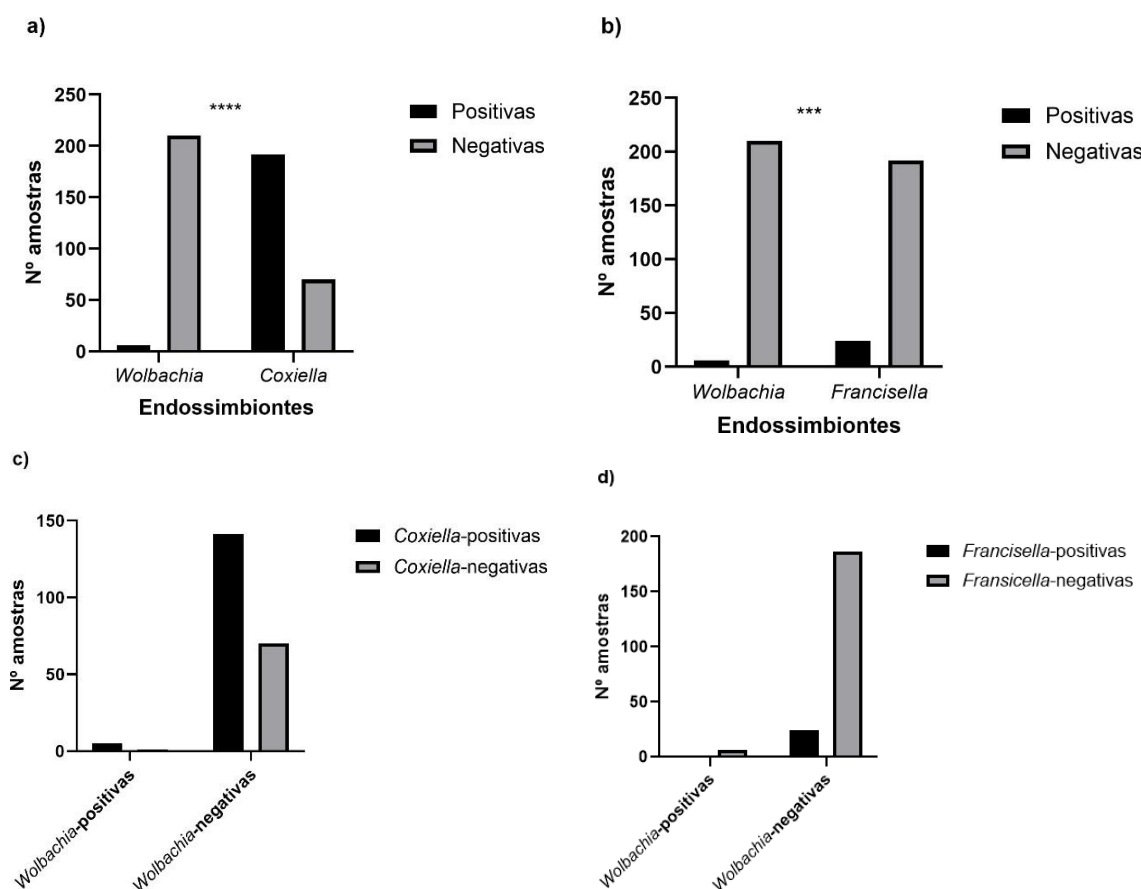 a)
250
200
150
100
50
0
Nº amostras
****
Positivas
Negativas
Wolbachia
Coxiella
Endossimbiontes
b)
250
200
150
100
50
0
Nº amostras
***
Positivas
Negativas
Wolbachia
Francisella
Endossimbiontes
c)
150
100
50
0
Nº amostras
Coxiella-positivas
Coxiella-negativas
Wolbachia-positivas
Wolbachia-negativas
d)
200
150
100
50
0
Nº amostras
Francisella-positivas
Fransicella-negativas
Wolbachia-positivas
Wolbachia-negativas